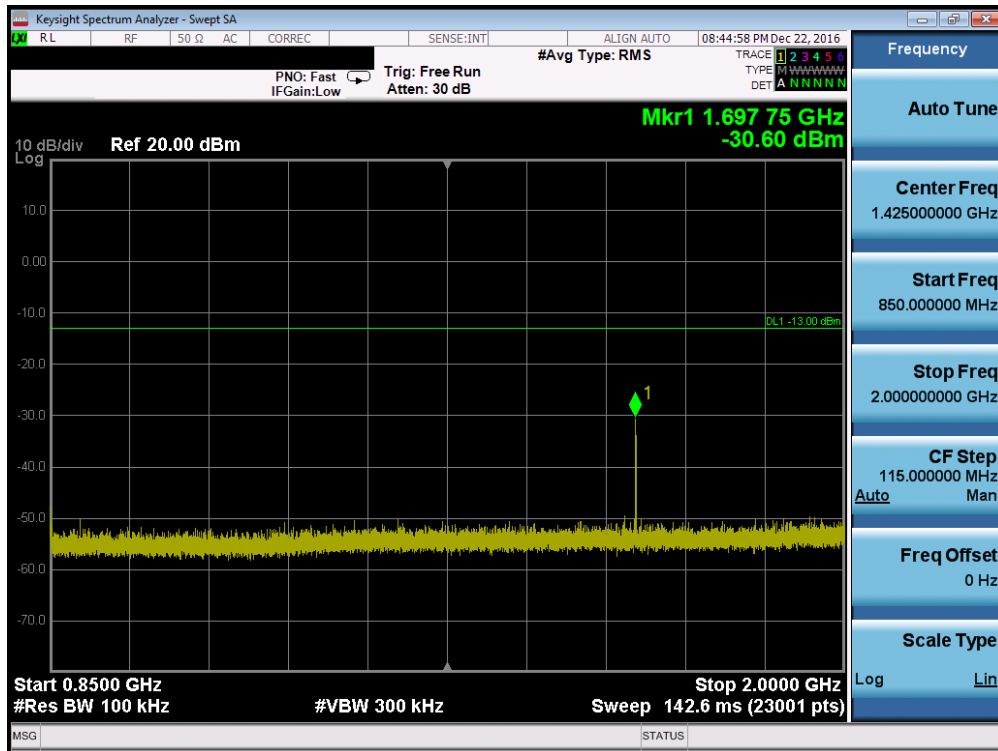 Keysight Spectrum Analyzer - Swept SA
LXI RL RF 50 Ω AC CORREC SENSE:INT ALIGN AUTO 08:44:58 PM Dec 22, 2016
#Avg Type: RMS
TRACE 1 2 3 4 5 6
TYPE M WWWWW
DET A N N N N N
PNO: Fast
IFGain:Low
Trig: Free Run
Atten: 30 dB
Mkr1 1.697 75 GHz
-30.60 dBm
10 dB/div Ref 20.00 dBm
Log
10.0
0.00
-10.0
DL1 -13.00 dBm
-20.0
1
-30.0
-40.0
-50.0
-60.0
-70.0
Start 0.8500 GHz Stop 2.0000 GHz
#Res BW 100 kHz #VBW 300 kHz Sweep 142.6 ms (23001 pts)
MSG STATUS
Frequency
Auto Tune
Center Freq
1.425000000 GHz
Start Freq
850.000000 MHz
Stop Freq
2.000000000 GHz
CF Step
115.000000 MHz
Auto Man
Freq Offset
0 Hz
Scale Type
Log Lin